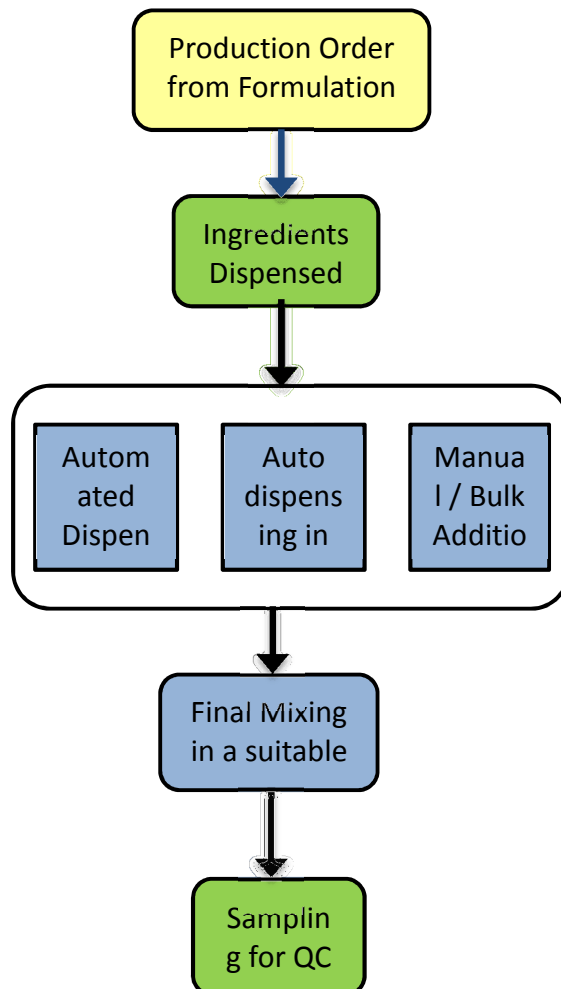 Production Order
from Formulation
Ingredients
Dispensed
Autom
ated
Dispen
Auto
dispens
ing in
Manua
l / Bulk
Additio
Final Mixing
in a suitable
Samplin
g for QC